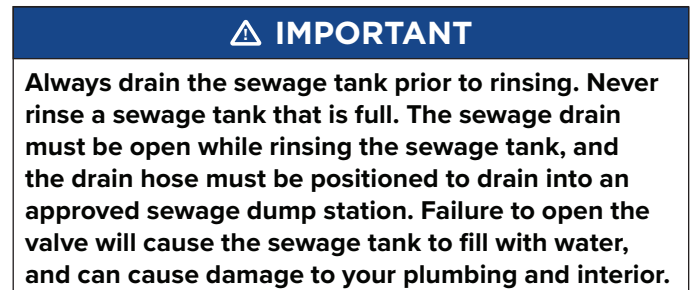 IMPORTANT
Always drain the sewage tank prior to rinsing. Never
rinse a sewage tank that is full. The sewage drain
must be open while rinsing the sewage tank, and
the drain hose must be positioned to drain into an
approved sewage dump station. Failure to open the
valve will cause the sewage tank to fill with water,
and can cause damage to your plumbing and interior.